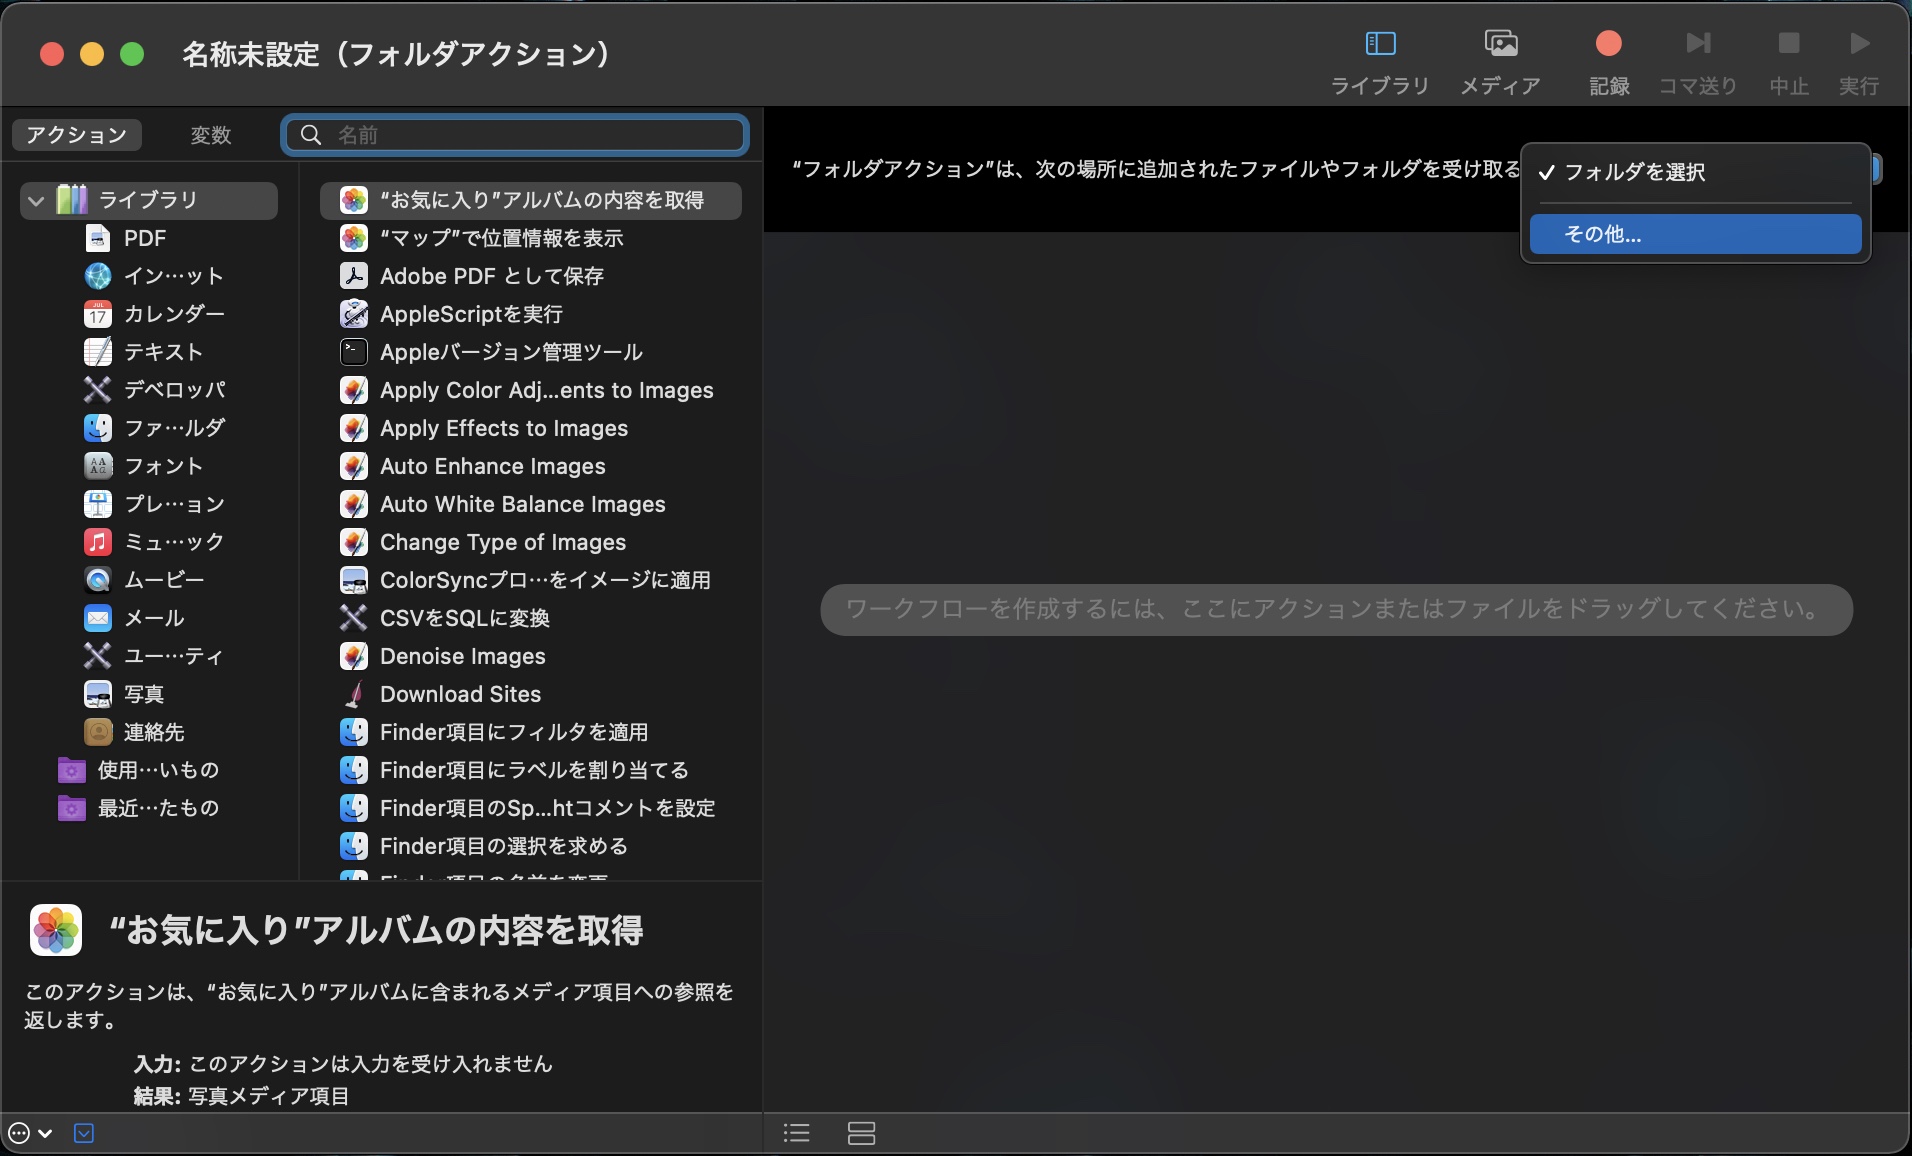 名称未設定（フォルダアクション）
ライブラリ
メディア
記録
コマ送り
中止
実行
アクション
変数
名前
ライブラリ
PDF
イン…ット
カレンダー
テキスト
デベロッパ
ファ…ルダ
フォント
プレ…ョン
ミュ…ック
ムービー
メール
ユー…ティ
写真
連絡先
使用…いもの
最近…たもの
“お気に入り”アルバムの内容を取得
“マップ”で位置情報を表示
Adobe PDF として保存
AppleScriptを実行
Appleバージョン管理ツール
Apply Color Adj...ents to Images
Apply Effects to Images
Auto Enhance Images
Auto White Balance Images
Change Type of Images
ColorSyncプロ…をイメージに適用
CSVをSQLに変換
Denoise Images
Download Sites
Finder項目にフィルタを適用
Finder項目にラベルを割り当てる
Finder項目のSp...htコメントを設定
Finder項目の選択を求める
Finder項目の名前を変更
“お気に入り”アルバムの内容を取得
このアクションは、“お気に入り”アルバムに含まれるメディア項目への参照を
返します。
入力: このアクションは入力を受け入れません
結果: 写真メディア項目
“フォルダアクション”は、次の場所に追加されたファイルやフォルダを受け取る
✓ フォルダを選択
その他...
ワークフローを作成するには、ここにアクションまたはファイルをドラッグしてください。